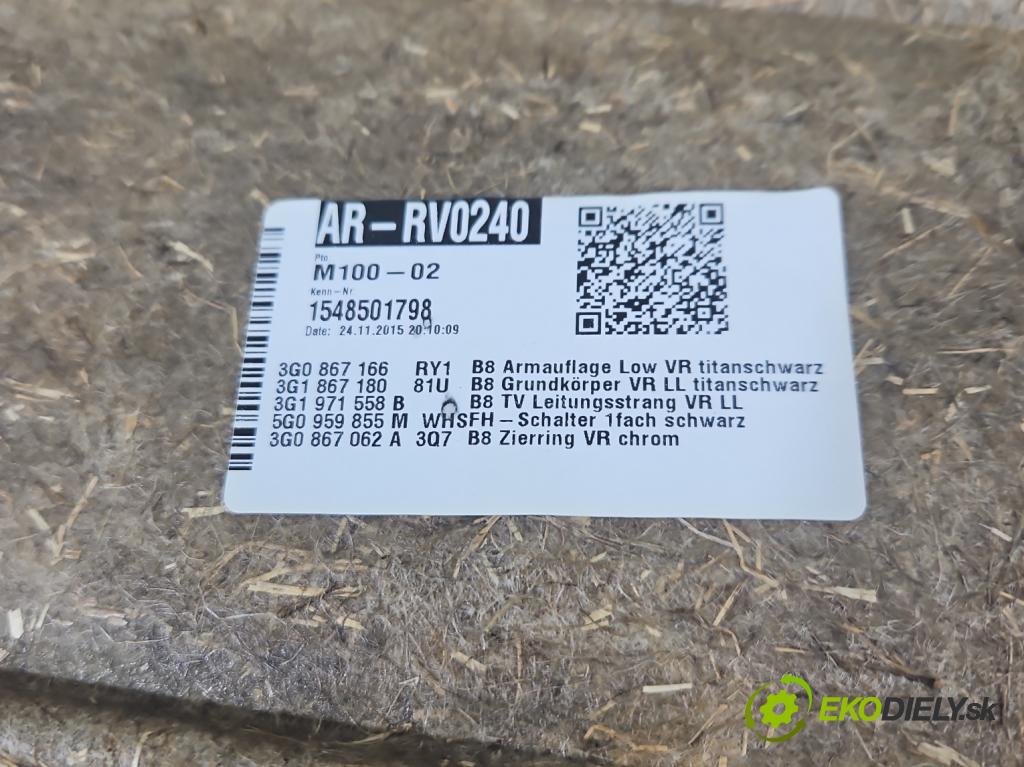 AR-RV0240
Pto
M100-02
Kenn-Nr
1548501798
Date: 24.11.2015 20:10:09
3G0 867 166 RY1 B8 Armauflage Low VR titanschwarz
3G1 867 180 81U B8 Grundkörper VR LL titanschwarz
3G1 971 558 B B8 TV Leitungsstrang VR LL
5G0 959 855 M WHSFH-Schalter 1fach schwarz
3G0 867 062 A 3Q7 B8 Zierring VR chrom
EKODIELY.sk